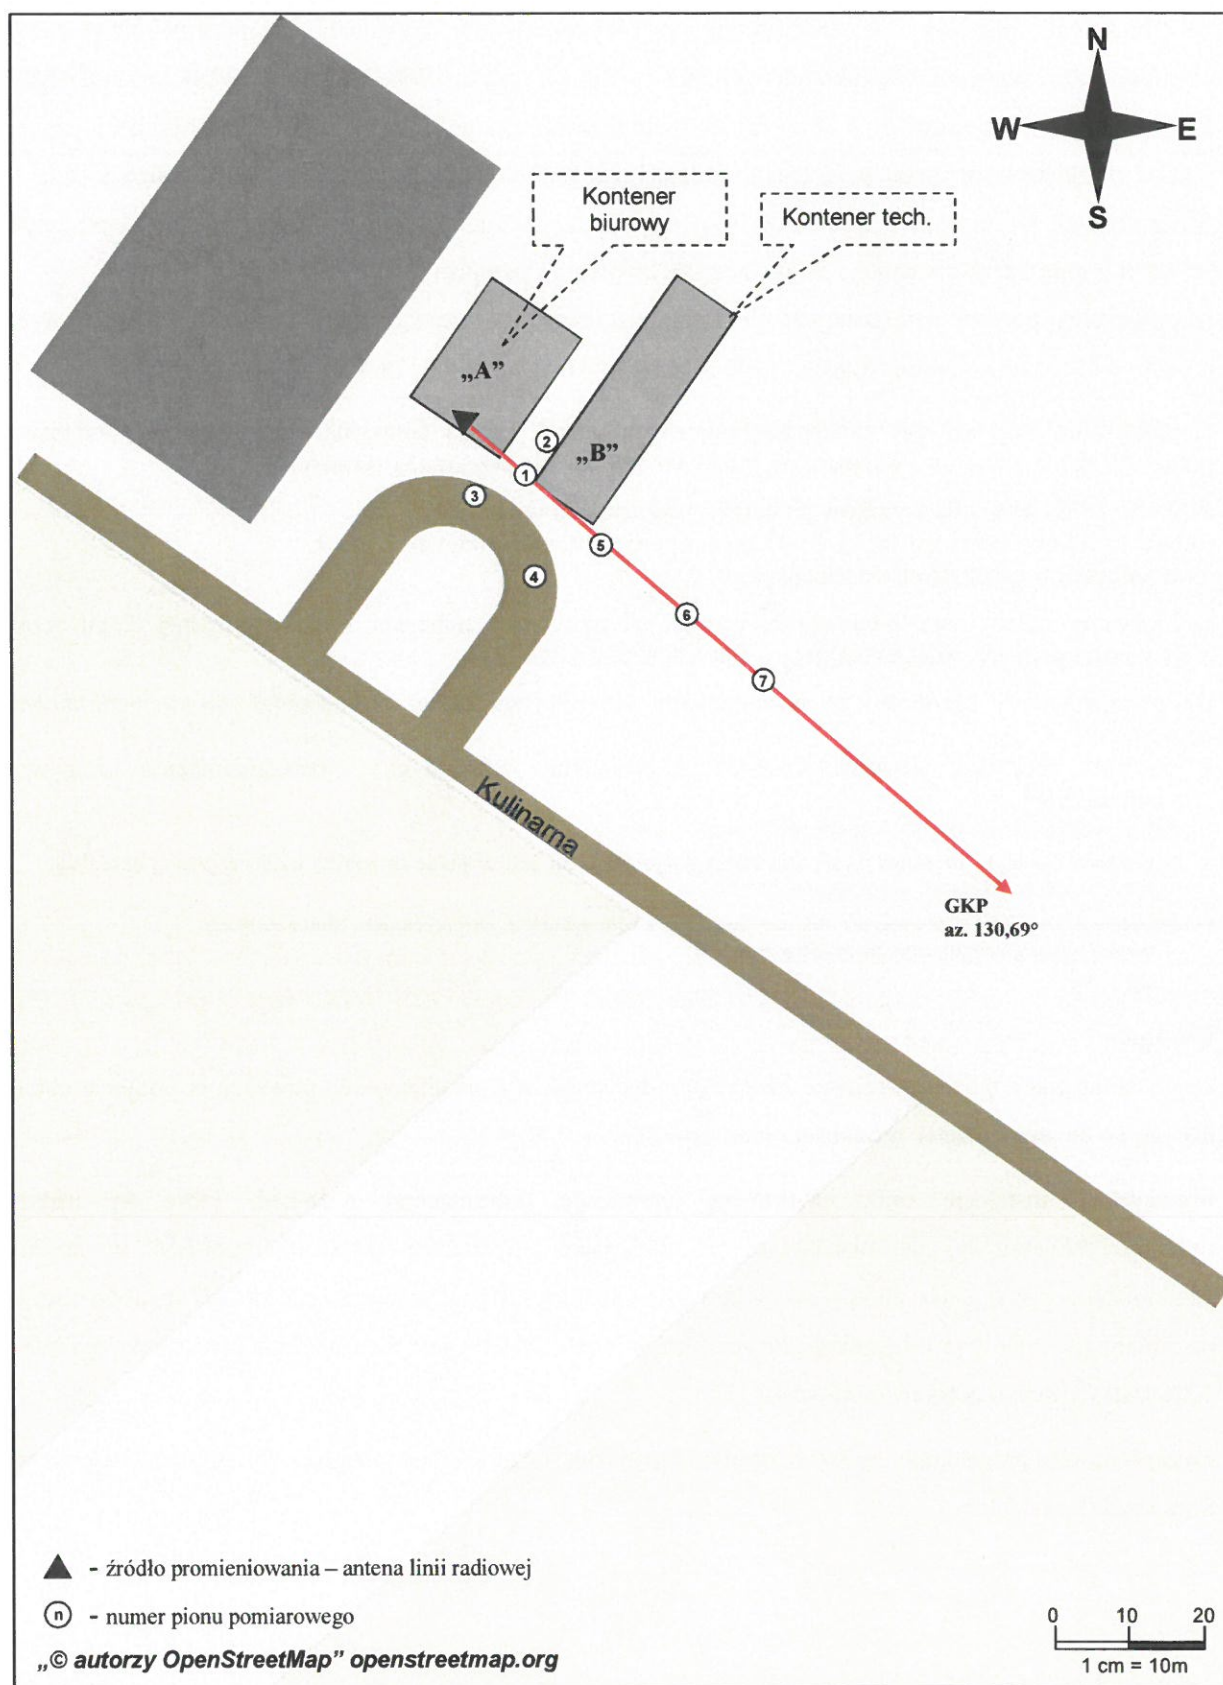 N
W E
S
Kontener
biurowy
Kontener tech.
„A”
„B”
1
2
3
4
5
6
7
Kulinarna
GKP
az. 130,69°
- źródło promieniowania – antena linii radiowej
n - numer pionu pomiarowego
„© autorzy OpenStreetMap” openstreetmap.org
0 10 20
1 cm = 10m